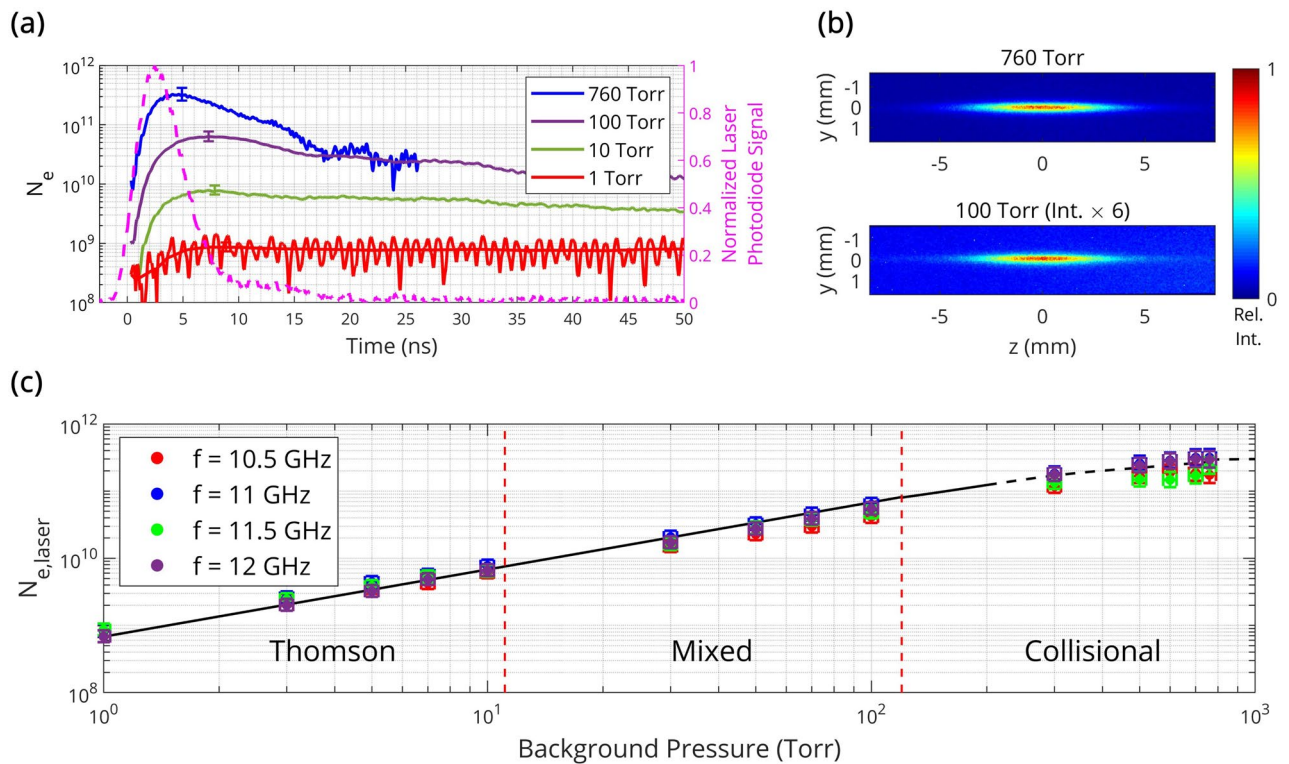 (a)
10^12
10^11
10^10
10^9
10^8
N_e
760 Torr
100 Torr
10 Torr
1 Torr
1
0.8
0.6
0.4
0.2
0
Normalized Laser
Photodiode Signal
0 5 10 15 20 25 30 35 40 45 50
Time (ns)
(b)
760 Torr
-1
0
1
y (mm)
-5 0 5
100 Torr (Int. × 6)
-1
0
1
y (mm)
-5 0 5
z (mm)
1
0
Rel.
Int.
(c)
10^12
10^10
10^8
N_e,laser
f = 10.5 GHz
f = 11 GHz
f = 11.5 GHz
f = 12 GHz
Thomson Mixed Collisional
10^0 10^1 10^2 10^3
Background Pressure (Torr)